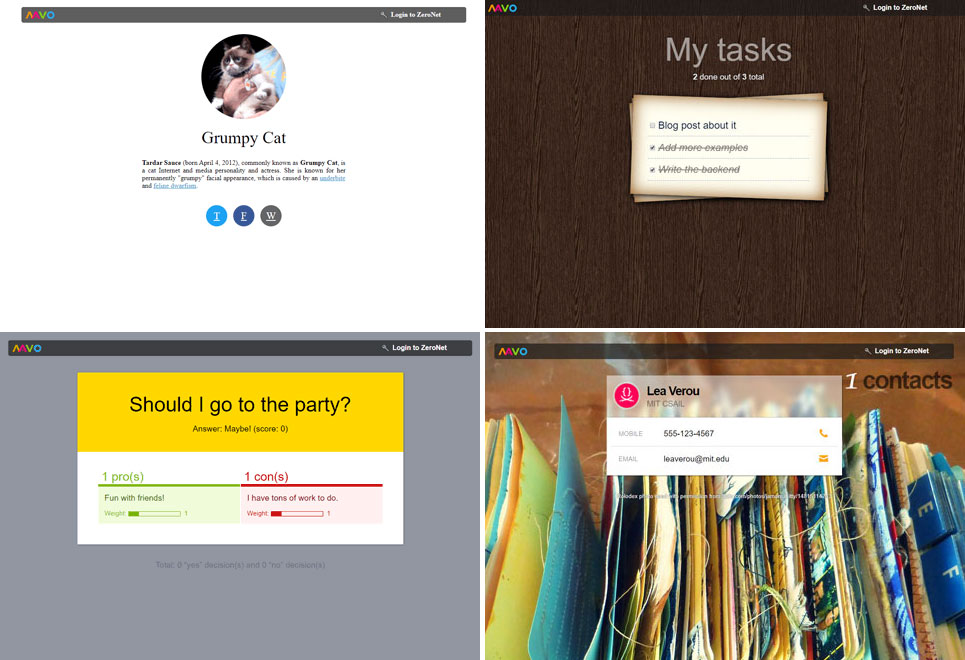 MAVO
Login to ZeroNet
Grumpy Cat
Tardar Sauce (born April 4, 2012), commonly known as Grumpy Cat, is
a cat Internet and media personality and actress. She is known for her
permanently "grumpy" facial appearance, which is caused by an underbite
and feline dwarfism.
T F W
MAVO
Login to ZeroNet
My tasks
2 done out of 3 total
Blog post about it
Add more examples
Write the backend
MAVO
Login to ZeroNet
Should I go to the party?
Answer: Maybe! (score: 0)
1 pro(s)
Fun with friends!
Weight: 1
1 con(s)
I have tons of work to do.
Weight: 1
Total: 0 "yes" decision(s) and 0 "no" decision(s)
MAVO
Login to ZeroNet
1 contacts
Lea Verou
MIT CSAIL
MOBILE 555-123-4567
EMAIL leaverou@mit.edu
Rolodex photo used with permission from